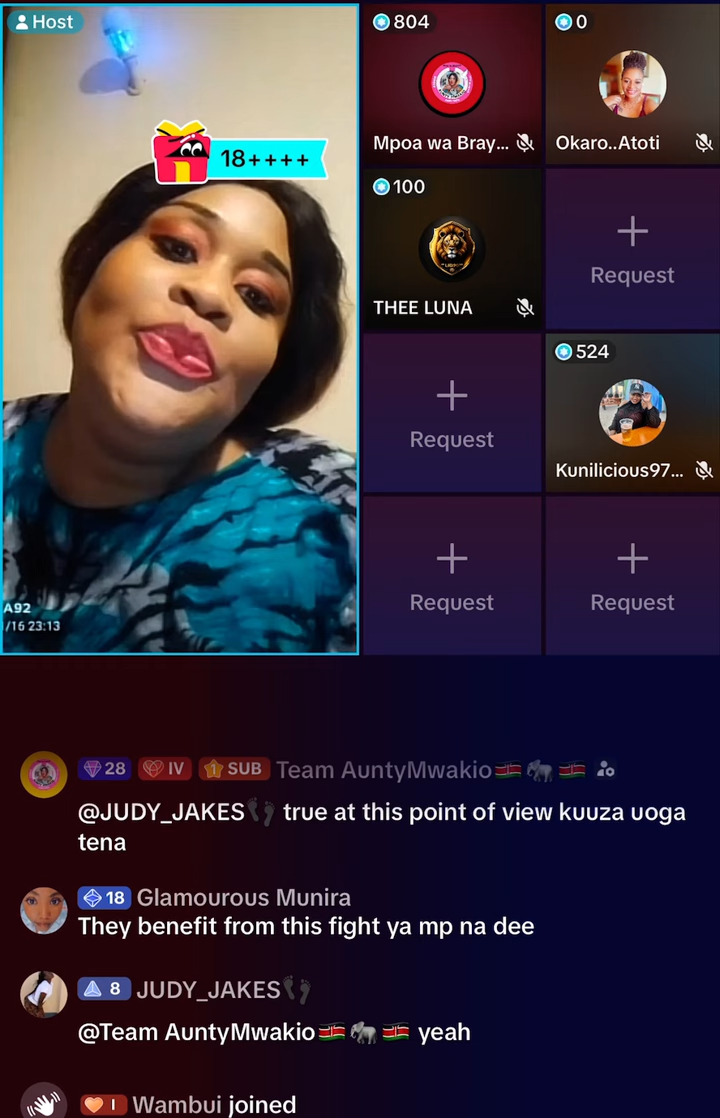 Host
18++++
A92
/16 23:13
804
Mpoa wa Bray...
0
Okaro..Atoti
100
THEE LUNA
Request
Request
524
Kunilicious97...
Request
Request
28 IV 1 SUB Team AuntyMwakio🇰🇪🐘🇰🇪
@JUDY_JAKES👣 true at this point of view kuuza uoga
tena
18 Glamourous Munira
They benefit from this fight ya mp na dee
8 JUDY_JAKES👣
@Team AuntyMwakio🇰🇪🐘🇰🇪 yeah
I Wambui joined